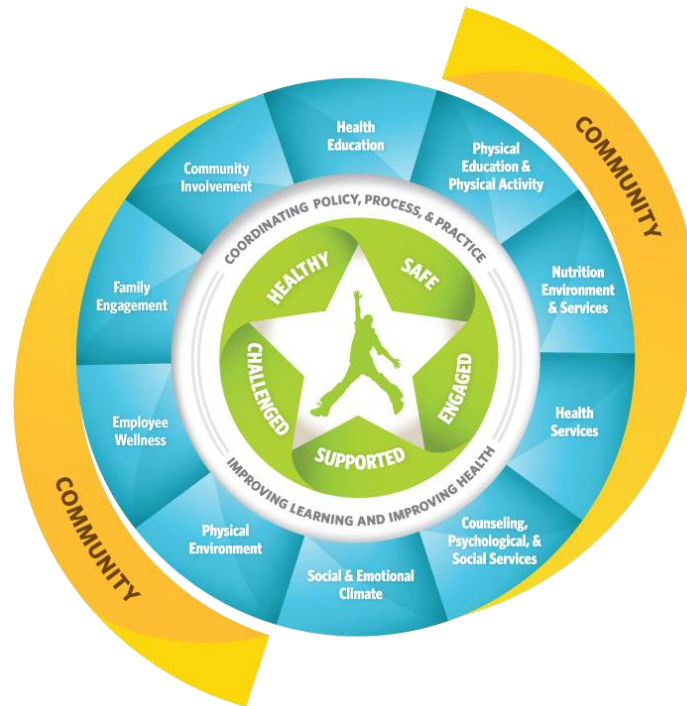 COMMUNITY
Health
Education
Physical
Education &
Physical Activity
Nutrition
Environment
& Services
Health
Services
Counseling,
Psychological, &
Social Services
Social & Emotional
Climate
Physical
Environment
Employee
Wellness
Family
Engagement
Community
Involvement
COORDINATING POLICY, PROCESS, & PRACTICE
IMPROVING LEARNING AND IMPROVING HEALTH
HEALTHY
SAFE
ENGAGED
SUPPORTED
CHALLENGED
COMMUNITY